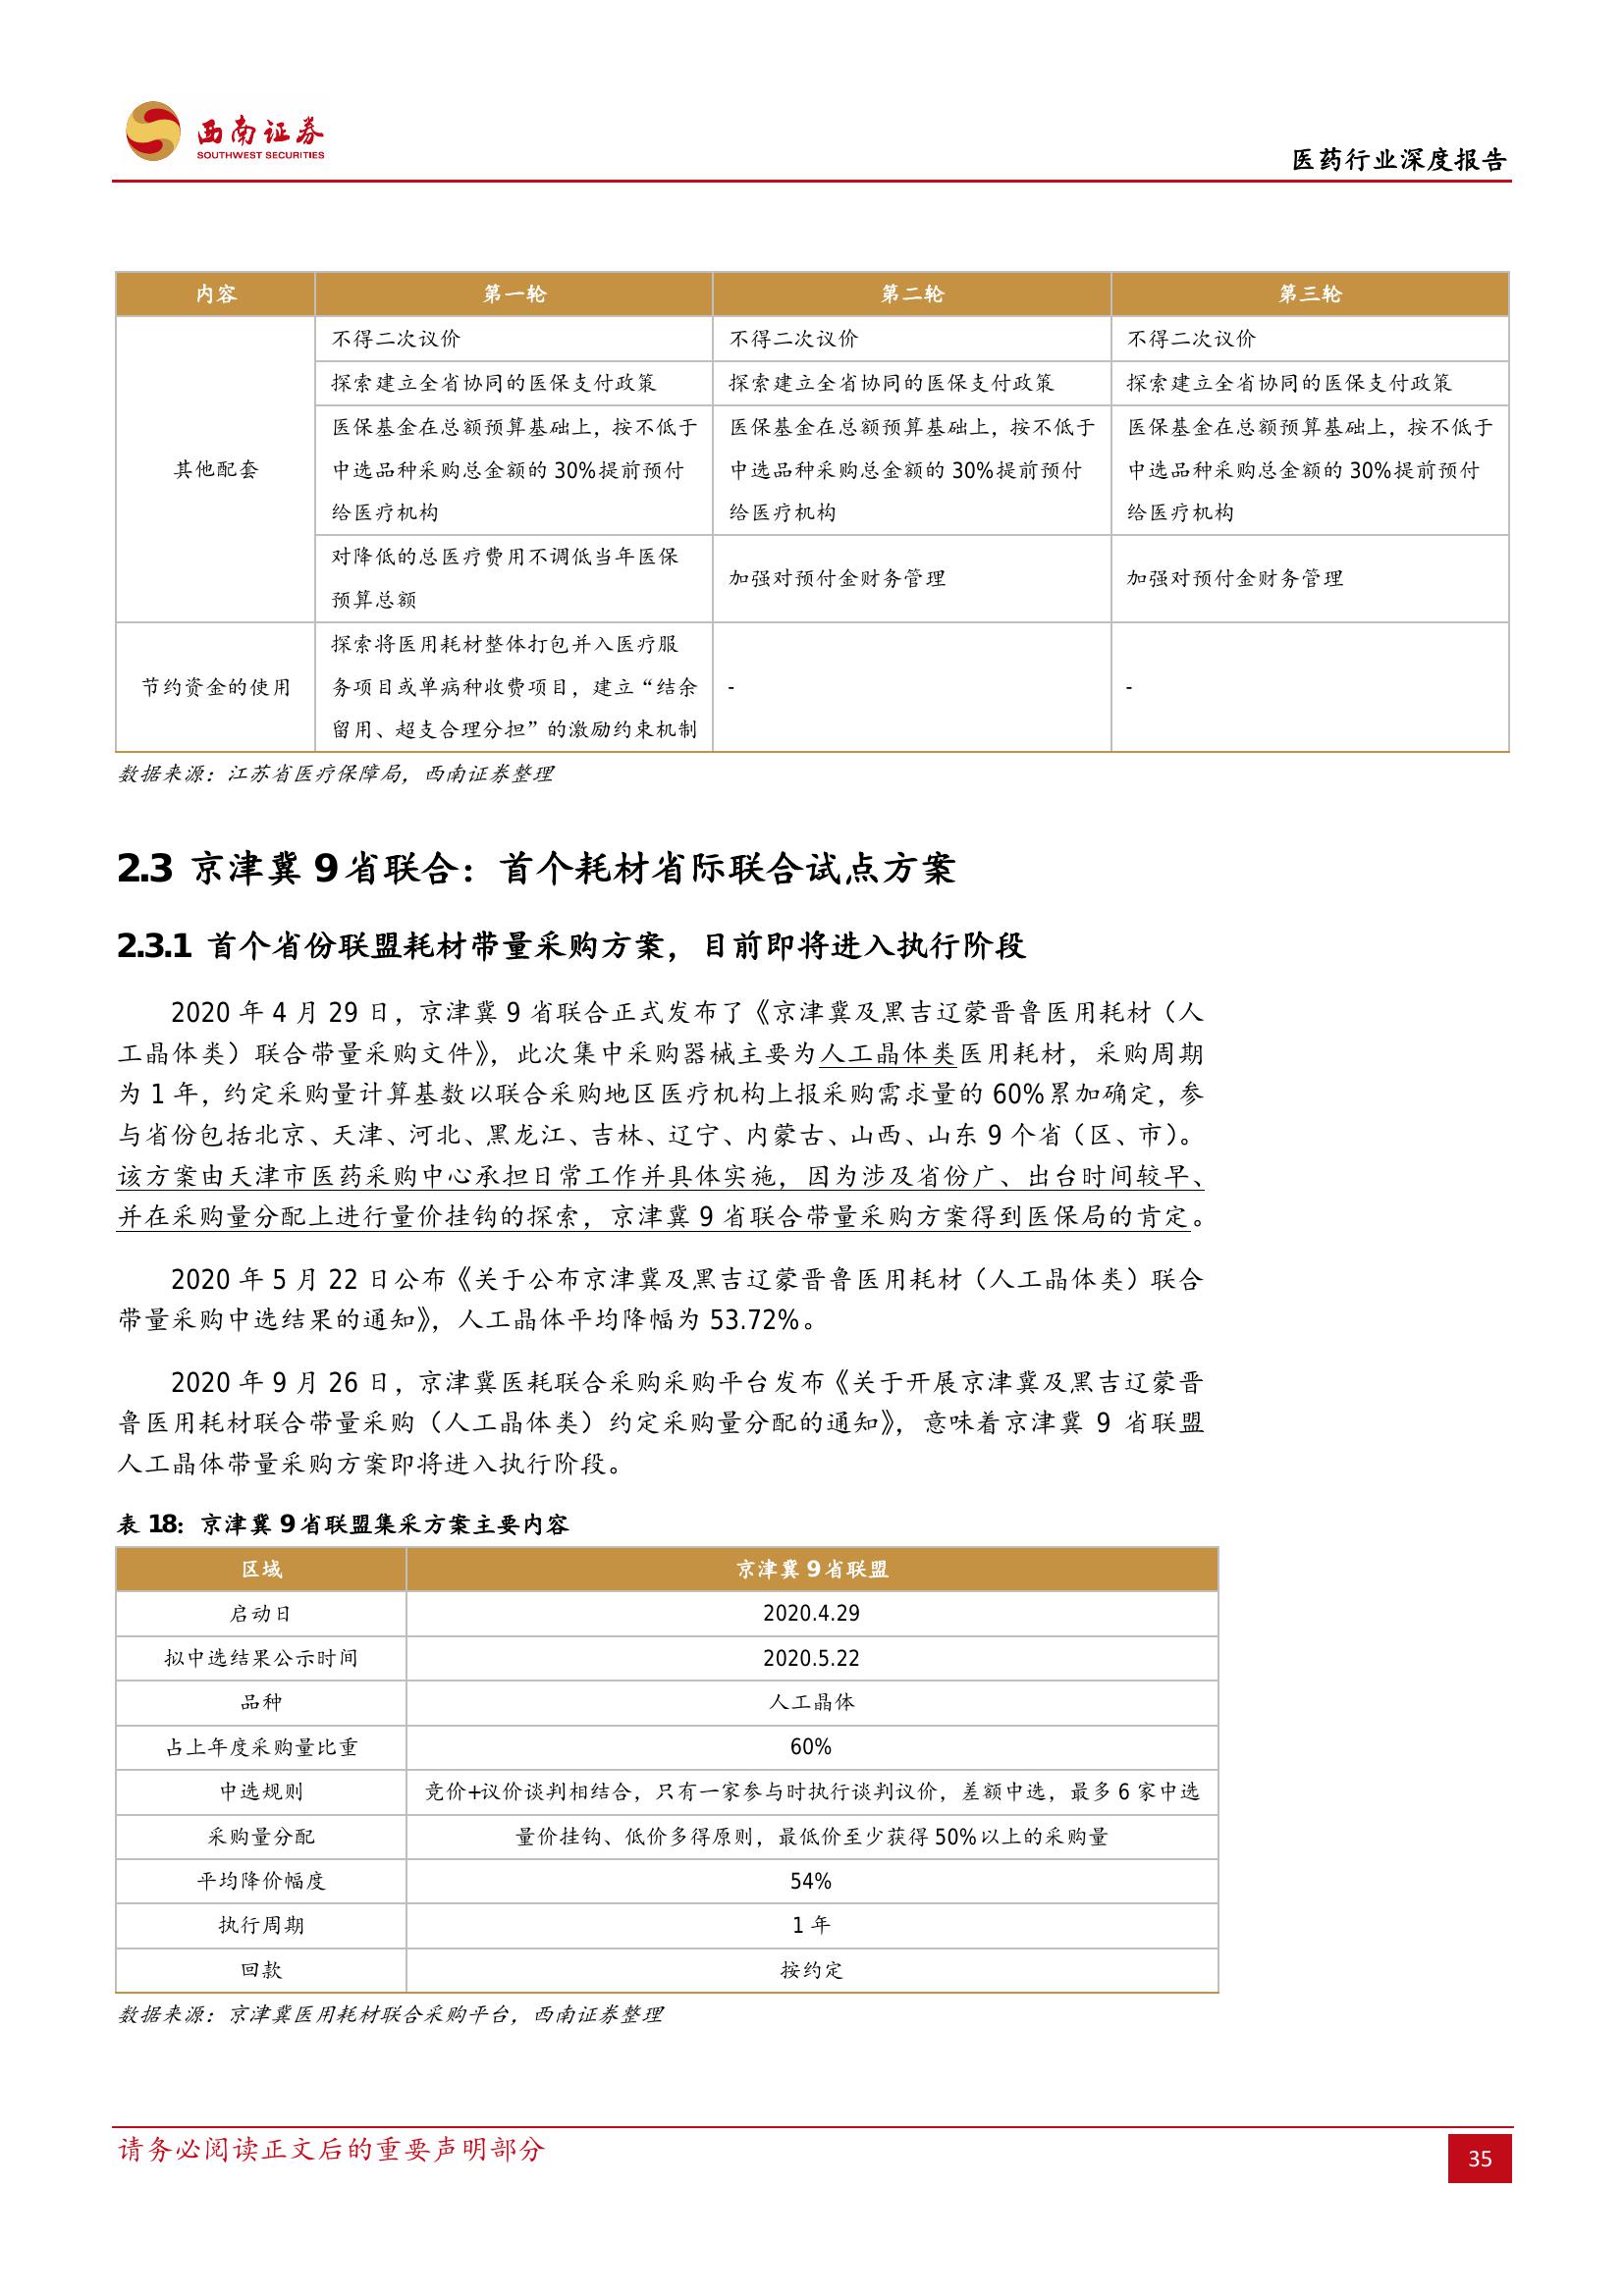 西南证券
SOUTHWEST SECURITIES
医药行业深度报告
内容 第一轮 第二轮 第三轮
其他配套
不得二次议价 不得二次议价 不得二次议价
探索建立全省协同的医保支付政策 探索建立全省协同的医保支付政策 探索建立全省协同的医保支付政策
医保基金在总额预算基础上，按不低于 医保基金在总额预算基础上，按不低于 医保基金在总额预算基础上，按不低于
中选品种采购总金额的 30%提前预付 中选品种采购总金额的 30%提前预付 中选品种采购总金额的 30%提前预付
给医疗机构 给医疗机构 给医疗机构
对降低的总医疗费用不调低当年医保
预算总额
加强对预付金财务管理 加强对预付金财务管理
节约资金的使用
探索将医用耗材整体打包并入医疗服
务项目或单病种收费项目，建立“结余
留用、超支合理分担”的激励约束机制
- -
数据来源：江苏省医疗保障局，西南证券整理
2.3 京津冀 9 省联合：首个耗材省际联合试点方案
2.3.1 首个省份联盟耗材带量采购方案，目前即将进入执行阶段
2020 年 4 月 29 日，京津冀 9 省联合正式发布了《京津冀及黑吉辽蒙晋鲁医用耗材（人
工晶体类）联合带量采购文件》，此次集中采购器械主要为人工晶体类医用耗材，采购周期
为 1 年，约定采购量计算基数以联合采购地区医疗机构上报采购需求量的 60%累加确定，参
与省份包括北京、天津、河北、黑龙江、吉林、辽宁、内蒙古、山西、山东 9 个省（区、市）。
该方案由天津市医药采购中心承担日常工作并具体实施，因为涉及省份广、出台时间较早、
并在采购量分配上进行量价挂钩的探索，京津冀 9 省联合带量采购方案得到医保局的肯定。
2020 年 5 月 22 日公布《关于公布京津冀及黑吉辽蒙晋鲁医用耗材（人工晶体类）联合
带量采购中选结果的通知》，人工晶体平均降幅为 53.72%。
2020 年 9 月 26 日，京津冀医耗联合采购采购平台发布《关于开展京津冀及黑吉辽蒙晋
鲁医用耗材联合带量采购（人工晶体类）约定采购量分配的通知》，意味着京津冀 9 省联盟
人工晶体带量采购方案即将进入执行阶段。
表 18：京津冀 9 省联盟集采方案主要内容
区域 京津冀 9 省联盟
启动日 2020.4.29
拟中选结果公示时间 2020.5.22
品种 人工晶体
占上年度采购量比重 60%
中选规则 竞价+议价谈判相结合，只有一家参与时执行谈判议价，差额中选，最多 6 家中选
采购量分配 量价挂钩、低价多得原则，最低价至少获得 50%以上的采购量
平均降价幅度 54%
执行周期 1 年
回款 按约定
数据来源：京津冀医用耗材联合采购平台，西南证券整理
请务必阅读正文后的重要声明部分
35